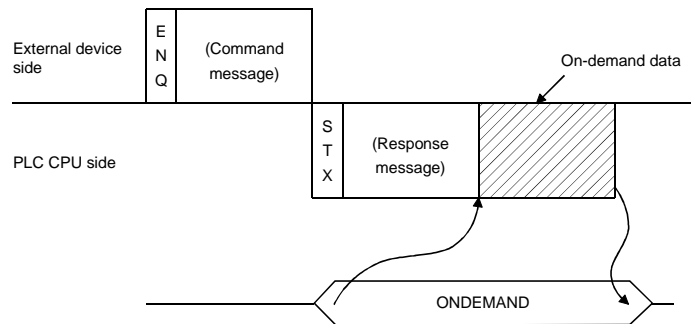 External device
side
E
N
Q
(Command
message)
On-demand data
PLC CPU side
S
T
X
(Response
message)
ONDEMAND